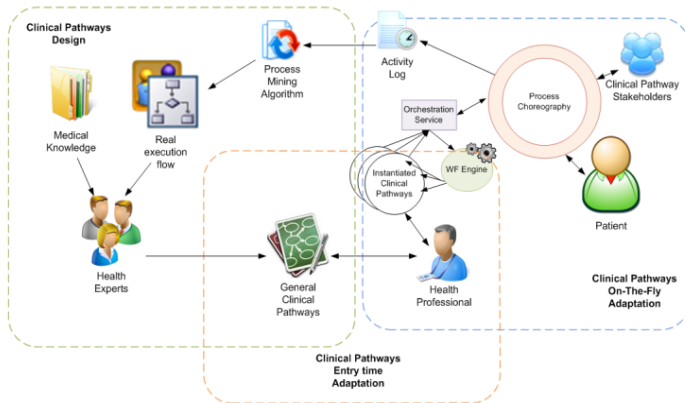 Clinical Pathways
Design
Process
Mining
Algorithm
Activity
Log
Process
Choreography
Clinical Pathway
Stakeholders
Medical
Knowledge
Real
execution
flow
Orchestration
Service
Instantiated
Clinical
Pathways
WF Engine
Patient
Health
Experts
General
Clinical
Pathways
Health
Professional
Clinical Pathways
On-The-Fly
Adaptation
Clinical Pathways
Entry time
Adaptation